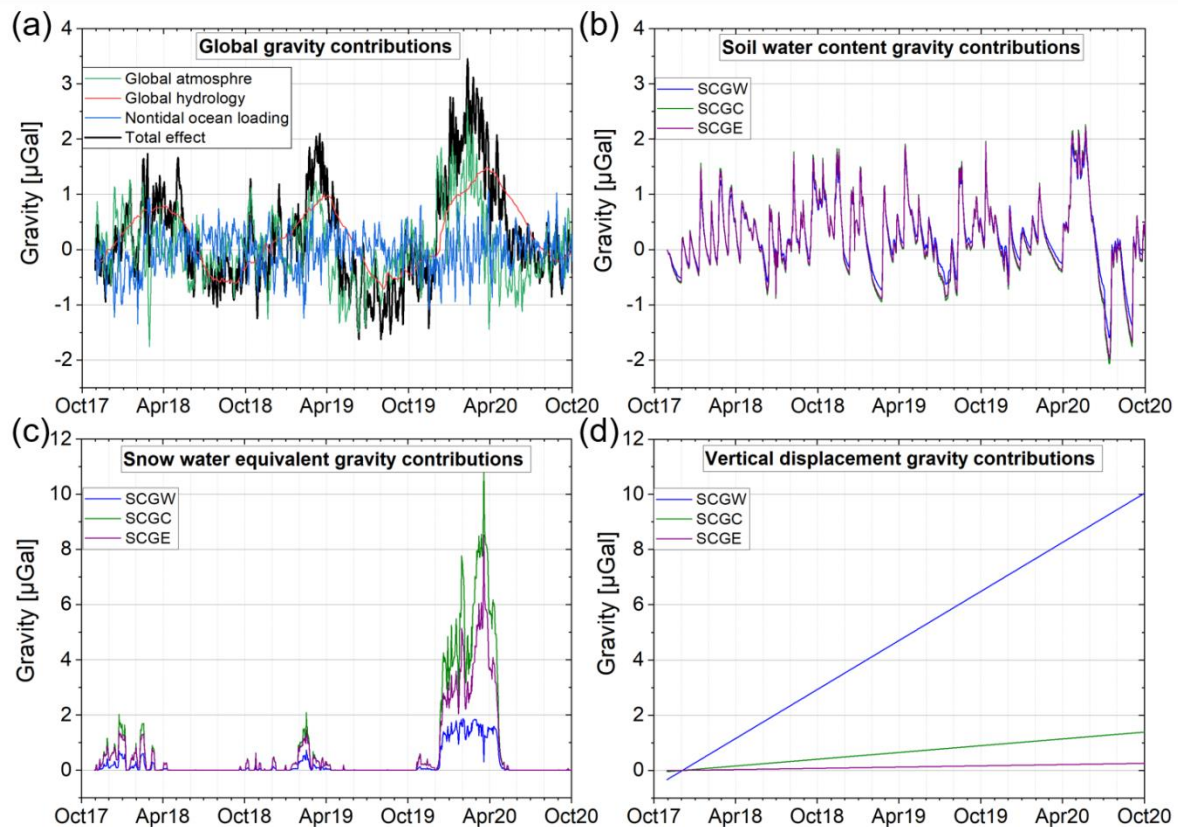 (a)
Global gravity contributions
Global atmosphre
Global hydrology
Nontidal ocean loading
Total effect
Gravity [µGal]
4
3
2
1
0
-1
-2
Oct17 Apr18 Oct18 Apr19 Oct19 Apr20 Oct20
(b)
Soil water content gravity contributions
SCGW
SCGC
SCGE
Gravity [µGal]
4
3
2
1
0
-1
-2
Oct17 Apr18 Oct18 Apr19 Oct19 Apr20 Oct20
(c)
Snow water equivalent gravity contributions
SCGW
SCGC
SCGE
Gravity [µGal]
12
10
8
6
4
2
0
Oct17 Apr18 Oct18 Apr19 Oct19 Apr20 Oct20
(d)
Vertical displacement gravity contributions
SCGW
SCGC
SCGE
Gravity [µGal]
12
10
8
6
4
2
0
Oct17 Apr18 Oct18 Apr19 Oct19 Apr20 Oct20